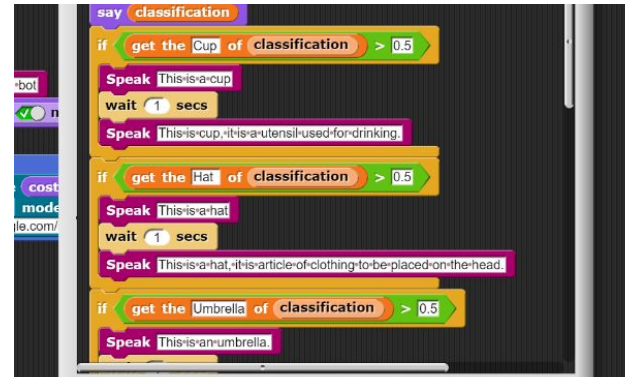 say classification
if get the Cup of classification > 0.5
Speak This is a cup
bot
wait 1 secs
Speak This is cup, it is a utensil used for drinking.
if get the Hat of classification > 0.5
cost
Speak This is a hat
mode
gle.com/
wait 1 secs
Speak This is a hat, it is article of clothing to be placed on the head.
if get the Umbrella of classification > 0.5
Speak This is an umbrella.